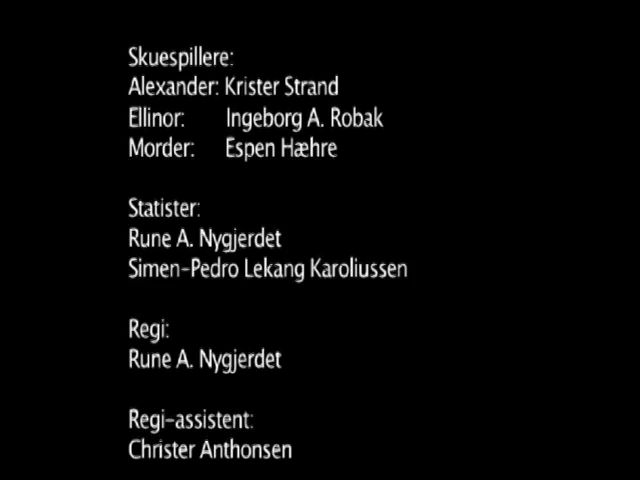 Skuespillere:
Alexander: Krister Strand
Ellinor: Ingeborg A. Robak
Morder: Espen Hæhre
Statister:
Rune A. Nygjerdet
Simen-Pedro Lekang Karoliussen
Regi:
Rune A. Nygjerdet
Regi-assistent:
Christer Anthonsen